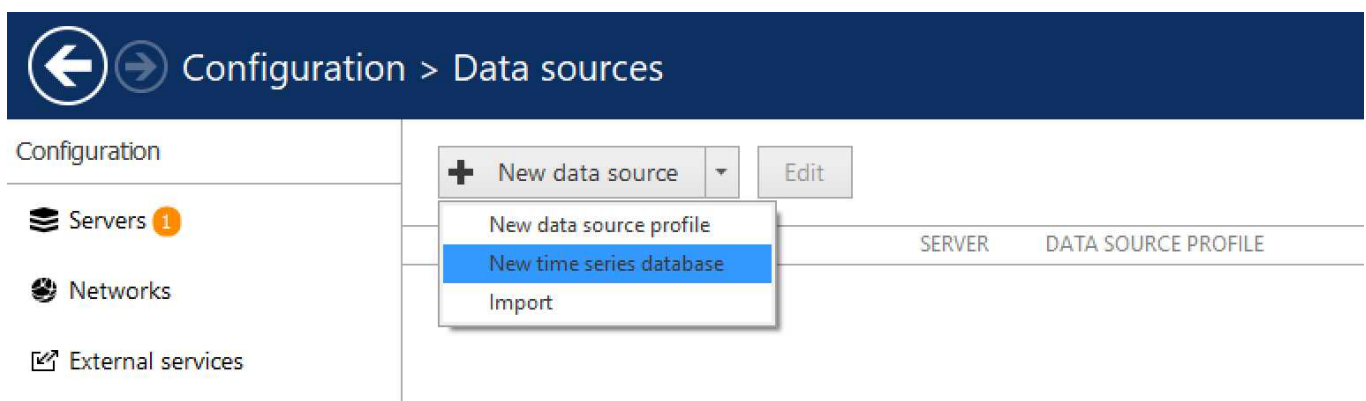 Configuration > Data sources
Configuration
New data source
Edit
Servers 1
New data source profile
SERVER
DATA SOURCE PROFILE
New time series database
Networks
Import
External services